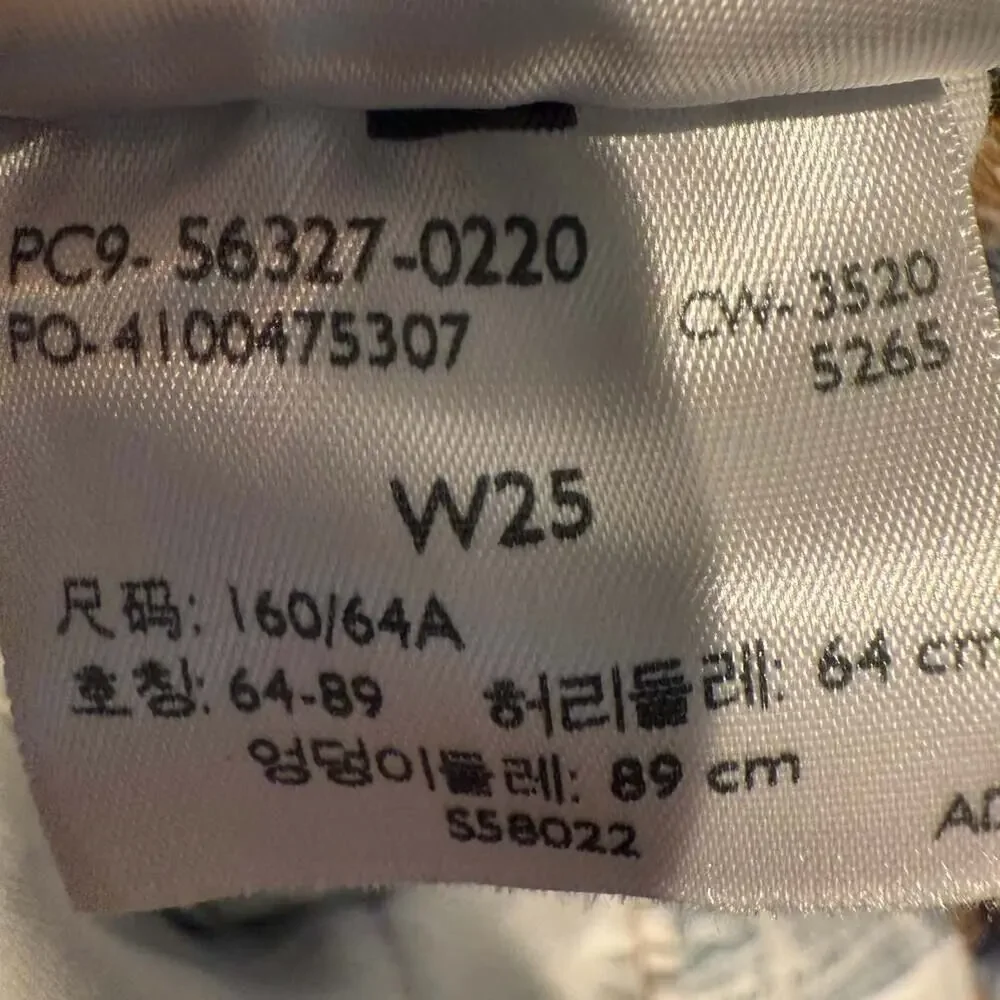 PC9- 56327-0220
PO-4100475307
CW- 3520
5265
W25
尺码: 160/64A
호칭: 64-89
허리둘레: 64 cm
엉덩이둘레: 89 cm
558022